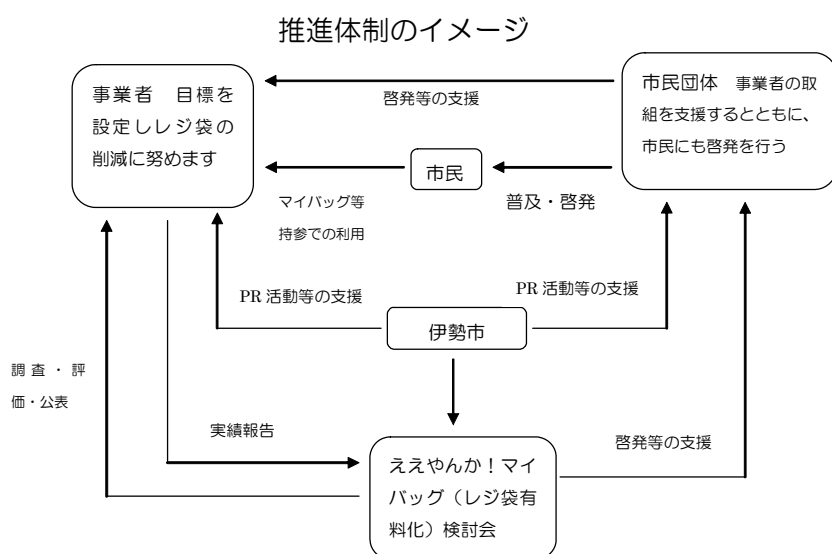 推進体制のイメージ
事業者　目標を
設定しレジ袋の
削減に努めます
啓発等の支援
市民団体　事業者の取
組を支援するとともに、
市民にも啓発を行う
市民
マイバッグ等
持参での利用
普及・啓発
PR 活動等の支援
PR 活動等の支援
伊勢市
調 査 ・ 評
価・公表
実績報告
啓発等の支援
ええやんか！マイ
バッグ（レジ袋有
料化）検討会